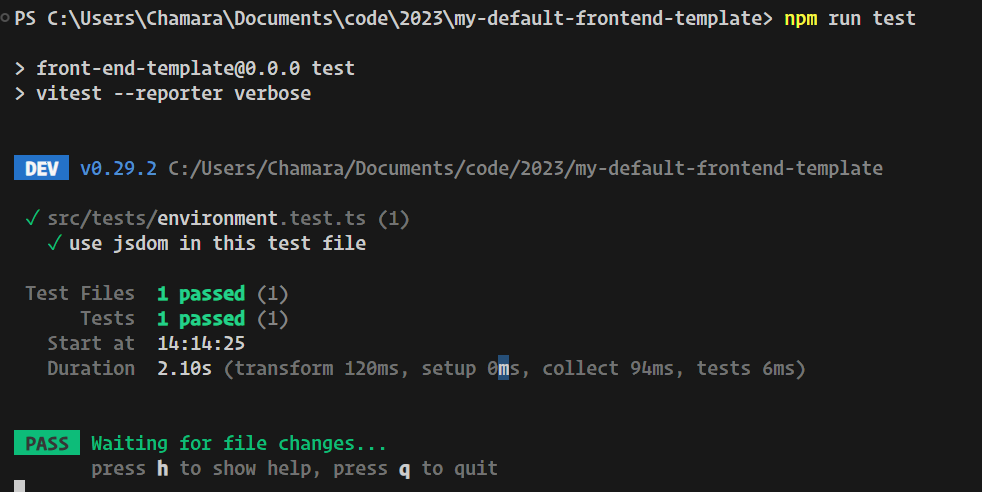 PS C:\Users\Chamara\Documents\code\2023\my-default-frontend-template> npm run test
> front-end-template@0.0.0 test
> vitest --reporter verbose
DEV v0.29.2 C:/Users/Chamara/Documents/code/2023/my-default-frontend-template
✓ src/tests/environment.test.ts (1)
✓ use jsdom in this test file
Test Files 1 passed (1)
Tests 1 passed (1)
Start at 14:14:25
Duration 2.10s (transform 120ms, setup 0ms, collect 94ms, tests 6ms)
PASS Waiting for file changes...
press h to show help, press q to quit